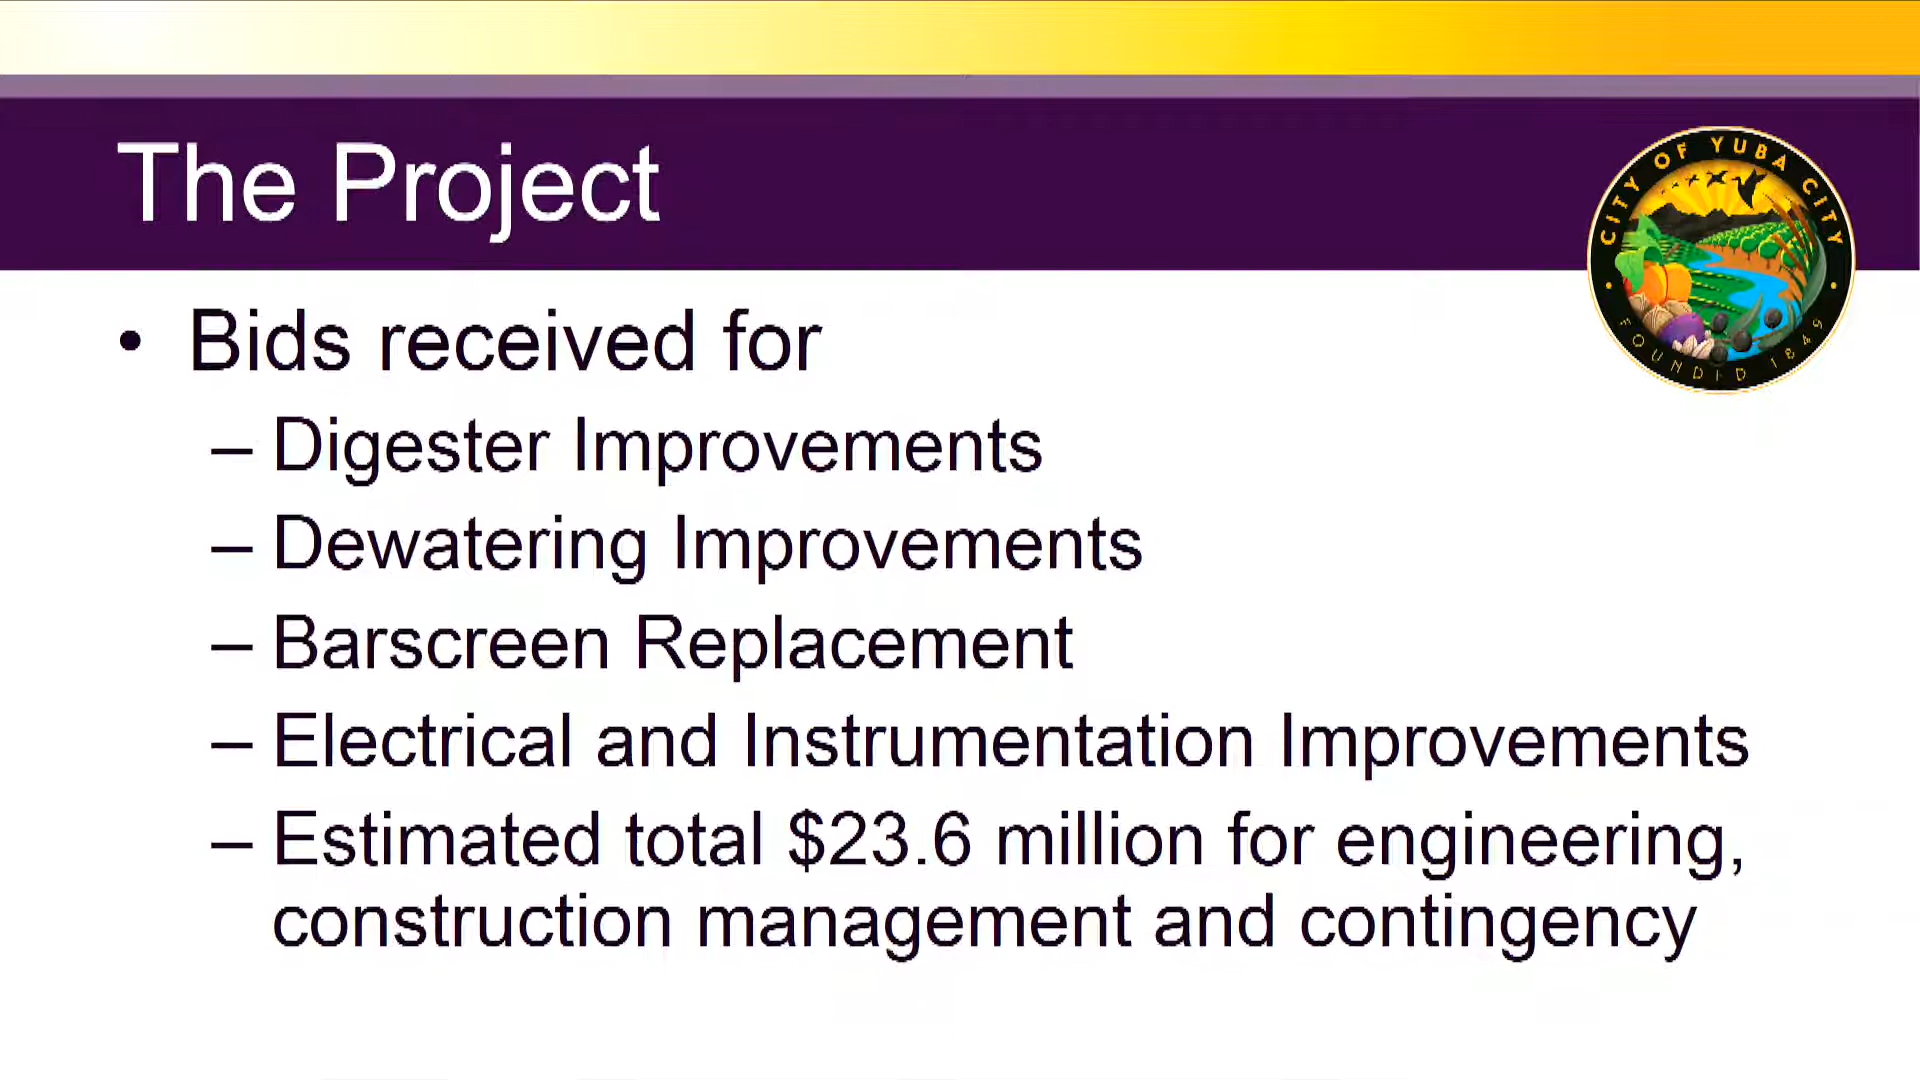 The Project
CITY OF YUBA CITY
FOUNDED 1849
• Bids received for
– Digester Improvements
– Dewatering Improvements
– Barscreen Replacement
– Electrical and Instrumentation Improvements
– Estimated total $23.6 million for engineering,
construction management and contingency